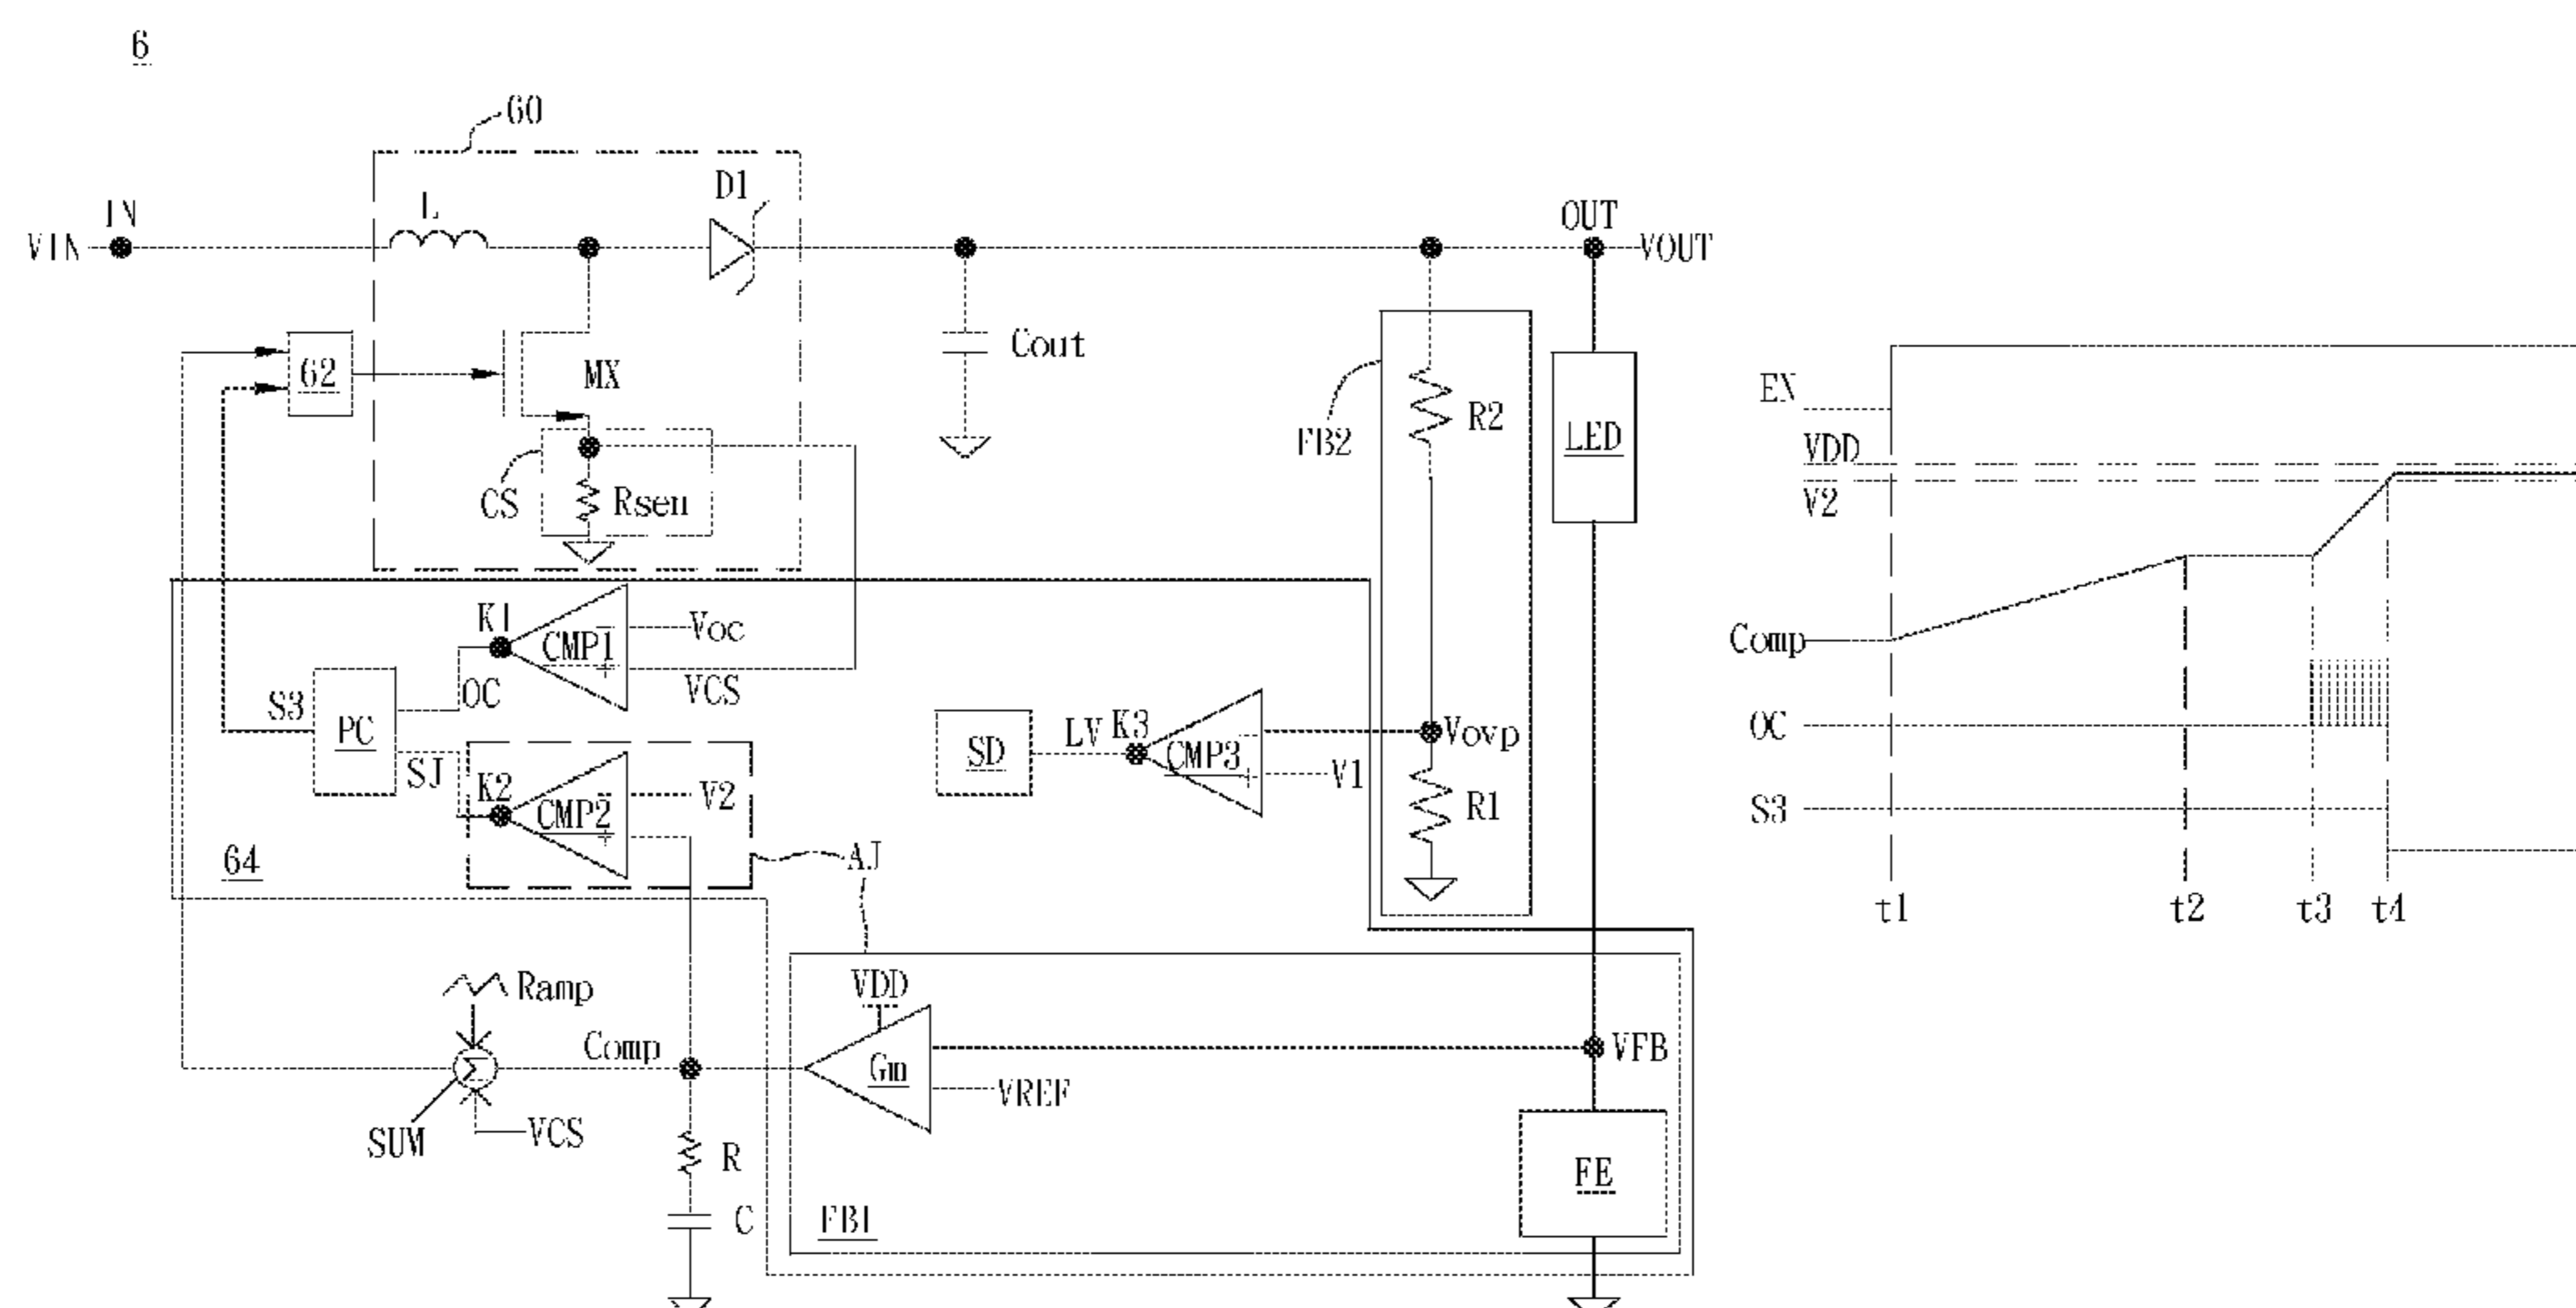 6
60
VIN
IN
L
D1
OUT
VOUT
62
MX
Cout
R2
FB2
LED
CS
Rsen
EN
VDD
V2
Comp
OC
S3
t1
t2
t3
t4
K1
CMP1
-
+
Voc
VCS
OC
S3
PC
SJ
K2
CMP2
-
+
V2
64
AJ
SD
LV
K3
CMP3
-
+
Vovp
V1
R1
Ramp
Comp
Σ
SUM
VCS
R
C
VDD
Gm
VFB
VREF
FE
FB1